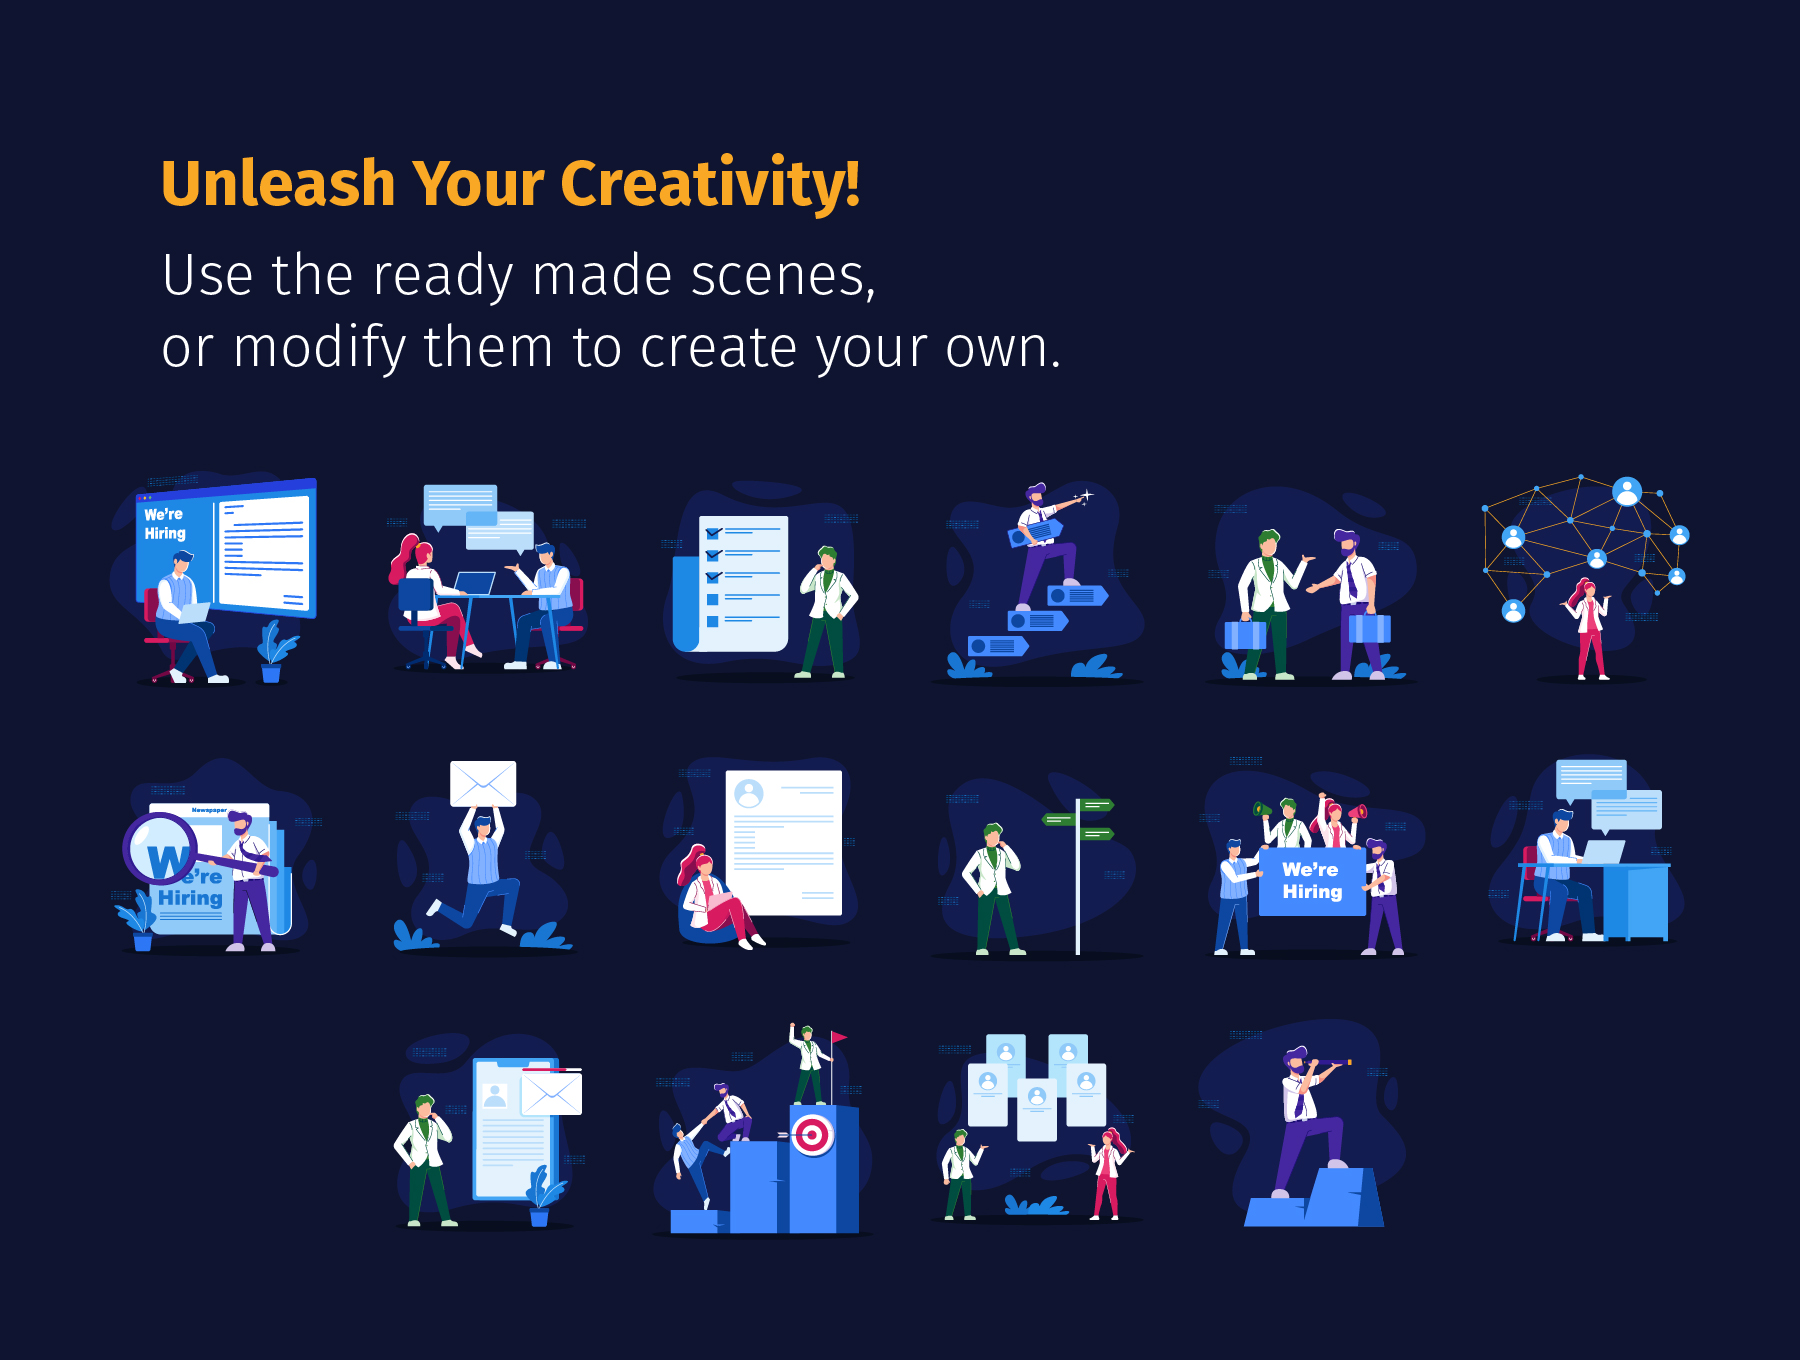 Unleash Your Creativity!
Use the ready made scenes,
or modify them to create your own.
We're
Hiring
Newspaper
W
e're
Hiring
We're
Hiring